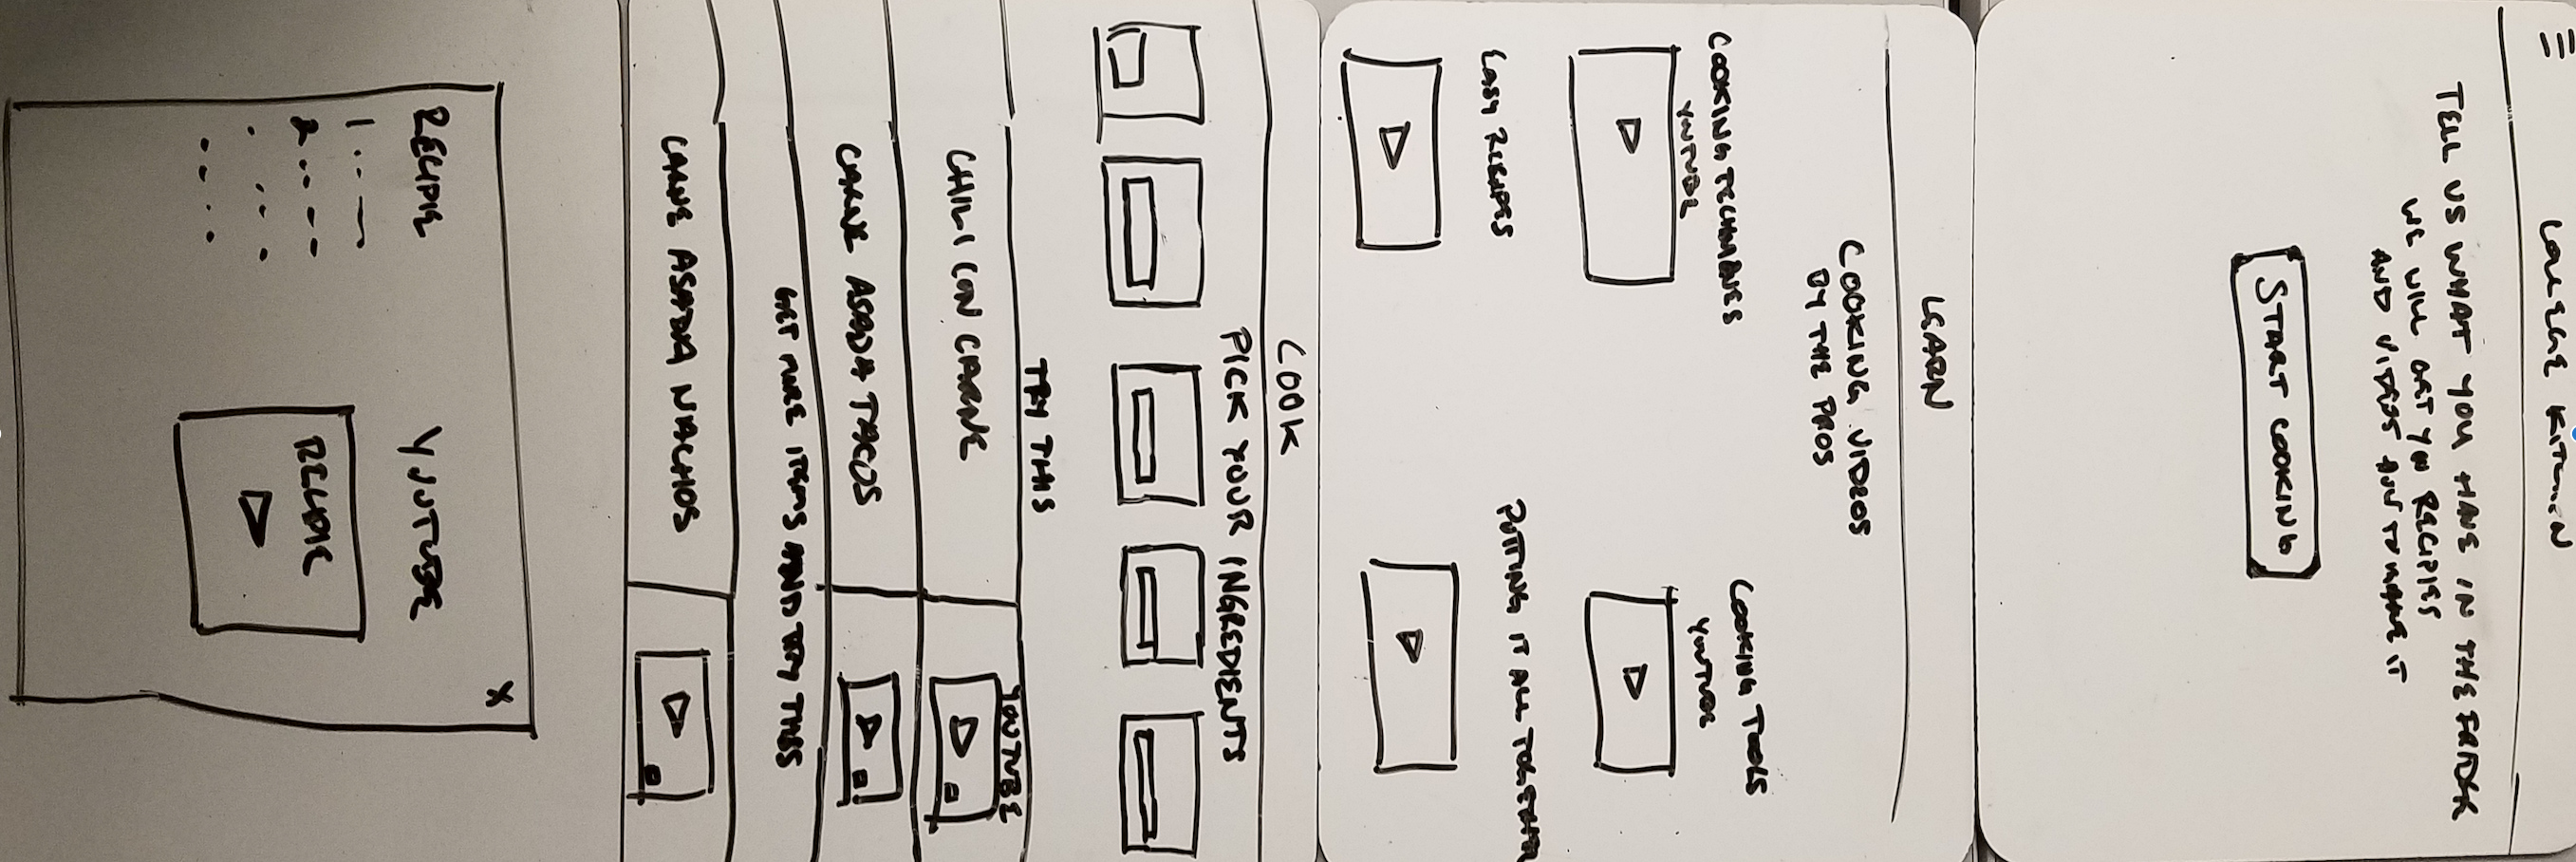 COLLEGE KITCHEN
TELL US WHAT YOU HAVE IN THE FRIDGE
WE WILL GET YOU RECIPIES
AND VIDEOS HOW TO MAKE IT
START COOKING
LEARN
COOKING VIDEOS
BY THE PROS
COOKING TECHNIQUES
YOUTUBE
COOKING TOOLS
YOUTUBE
EASY RECIPES
PUTTING IT ALL TOGETHER
COOK
PICK YOUR INGREDIENTS
TRY THIS
YOUTUBE
CHILI CON CARNE
CARNE ASADA TACOS
GET MORE ITEMS AND TRY THIS
CARNE ASADA NACHOS
X
RECIPIE
YOUTUBE
1
2
RECIPIE